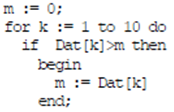 m := 0;
for k := 1 to 10 do
if Dat[k]>m then
begin
m := Dat[k]
end;